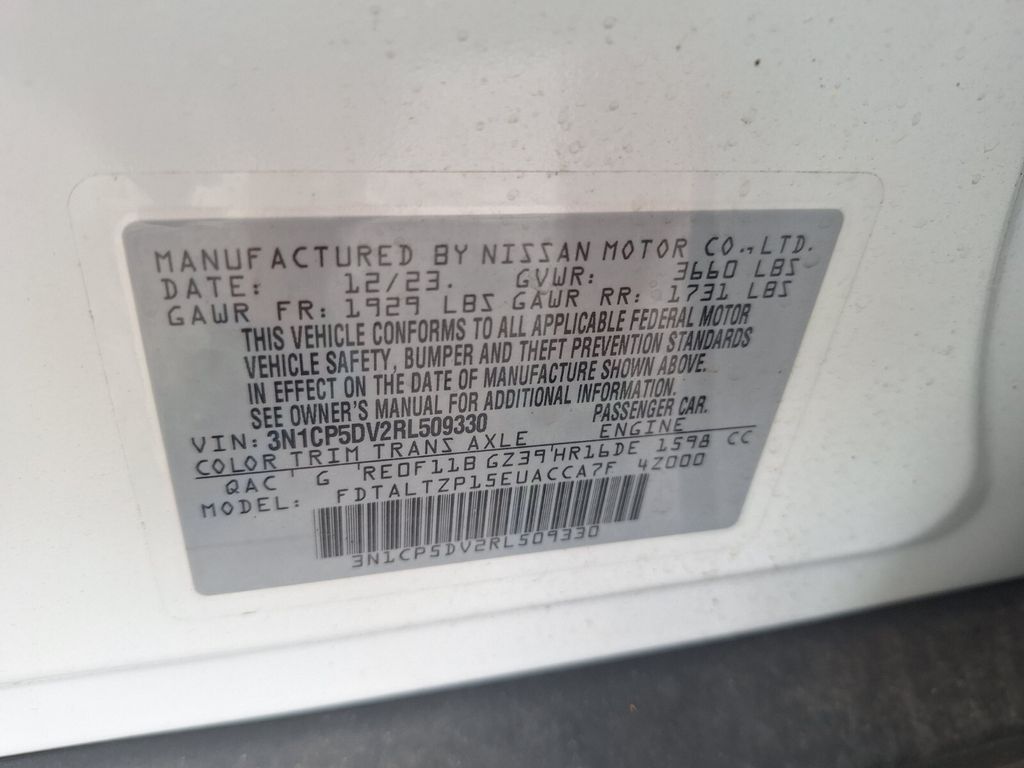 MANUFACTURED BY NISSAN MOTOR CO.,LTD.
DATE: 12/23. GVWR: 3660 LBS
GAWR FR: 1929 LBS GAWR RR: 1731 LBS
THIS VEHICLE CONFORMS TO ALL APPLICABLE FEDERAL MOTOR
VEHICLE SAFETY, BUMPER AND THEFT PREVENTION STANDARDS
IN EFFECT ON THE DATE OF MANUFACTURE SHOWN ABOVE.
SEE OWNER'S MANUAL FOR ADDITIONAL INFORMATION.
VIN: 3N1CP5DV2RL509330 PASSENGER CAR.
COLOR TRIM TRANS AXLE ENGINE
QAC G RE0F11B GZ39 HR16DE 1598 CC
MODEL: FDTALTZP15EUACCA7F 4Z000
3N1CP5DV2RL509330